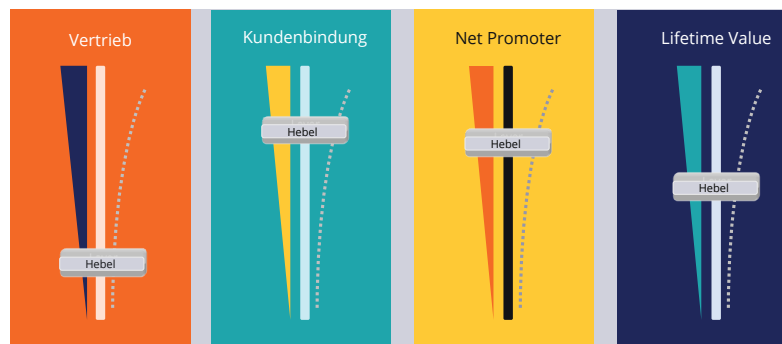 Vertrieb
Kundenbindung
Net Promoter
Lifetime Value
Hebel
Hebel
Hebel
Hebel